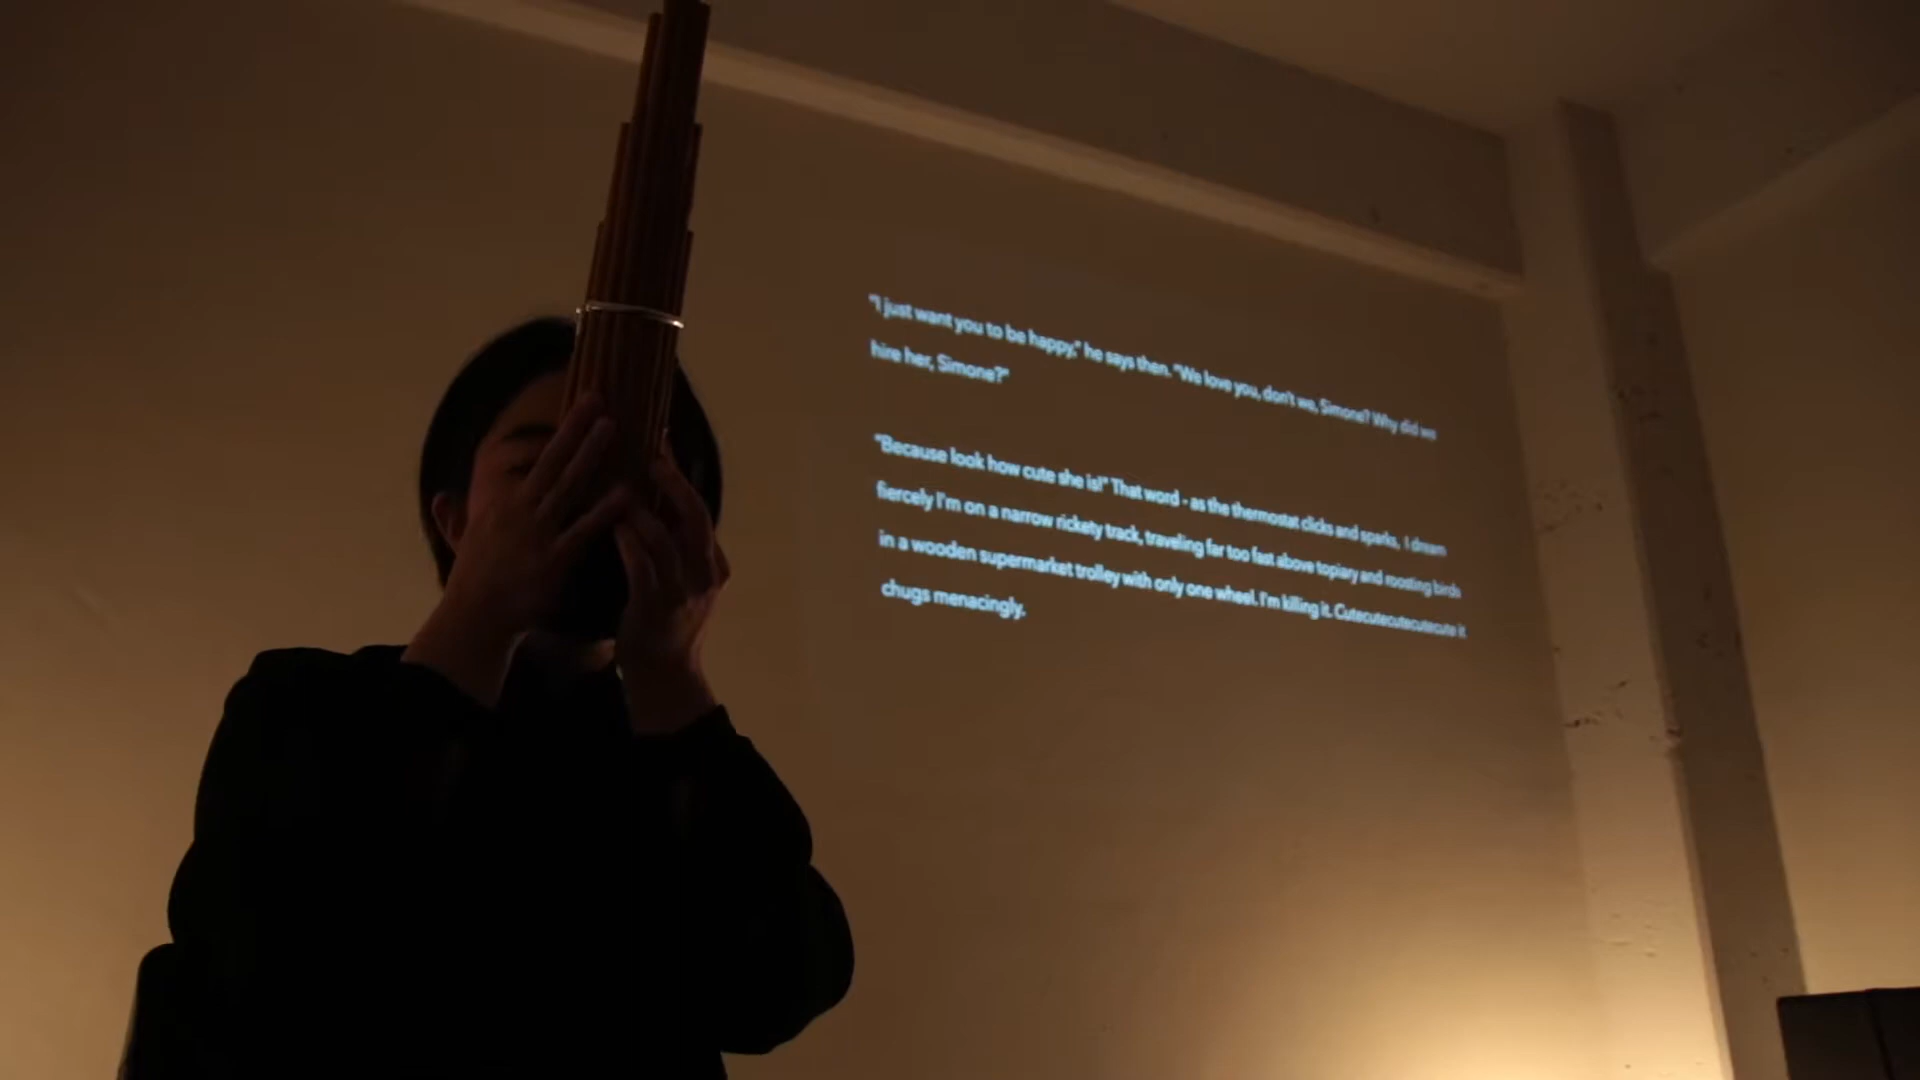 "I just want you to be happy," he says then. "We love you, don't we, Simone? Why did we
hire her, Simone?"
"Because look how cute she is!" That word - as the thermostat clicks and sparks, I dream
fiercely I'm on a narrow rickety track, traveling far too fast above topiary and roosting birds
in a wooden supermarket trolley with only one wheel. I'm killing it. Cutecutecutecutecute it
chugs menacingly.